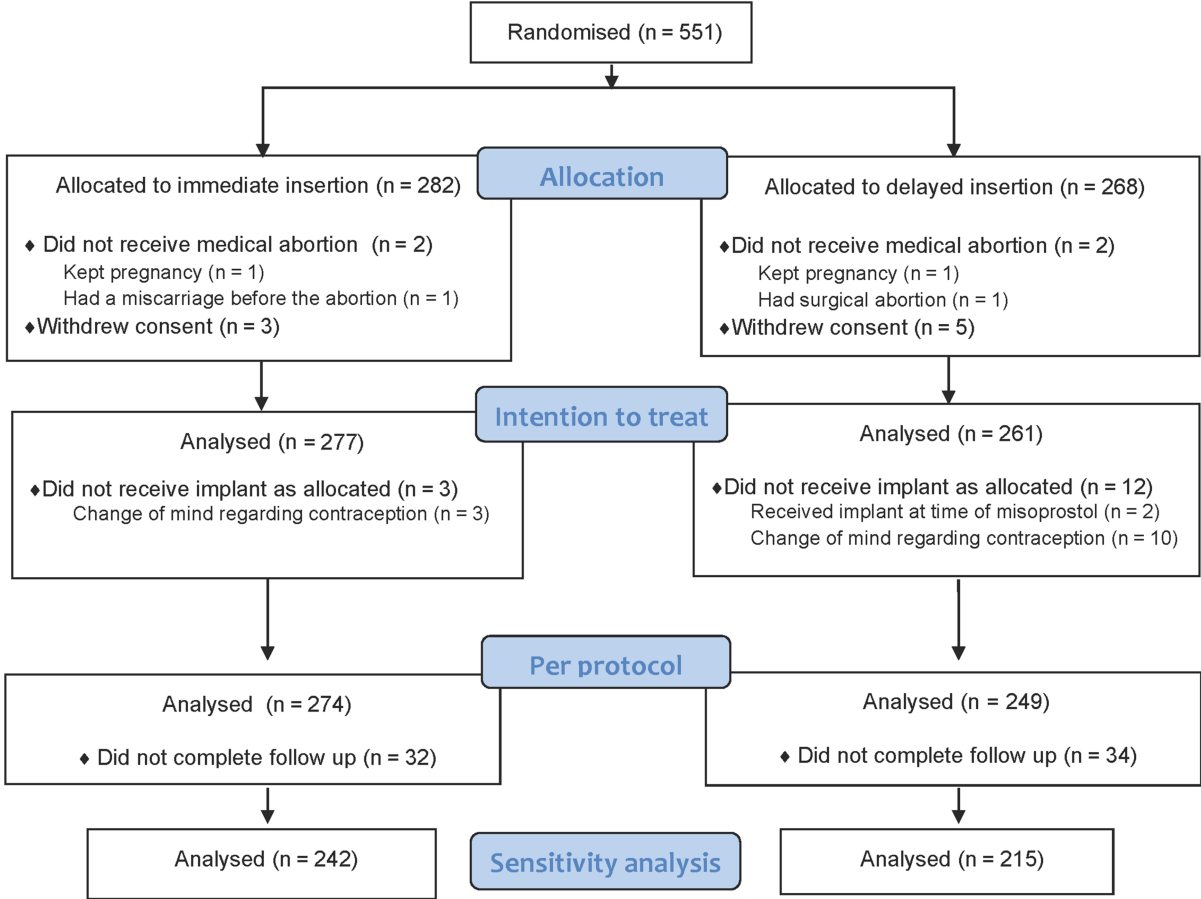 Randomised (n = 551)
Allocation
Allocated to immediate insertion (n = 282)
♦ Did not receive medical abortion (n = 2)
Kept pregnancy (n = 1)
Had a miscarriage before the abortion (n = 1)
♦Withdrew consent (n = 3)
Allocated to delayed insertion (n = 268)
♦Did not receive medical abortion (n = 2)
Kept pregnancy (n = 1)
Had surgical abortion (n = 1)
♦Withdrew consent (n = 5)
Intention to treat
Analysed (n = 277)
♦Did not receive implant as allocated (n = 3)
Change of mind regarding contraception (n = 3)
Analysed (n = 261)
♦Did not receive implant as allocated (n = 12)
Received implant at time of misoprostol (n = 2)
Change of mind regarding contraception (n = 10)
Per protocol
Analysed (n = 274)
♦ Did not complete follow up (n = 32)
Analysed (n = 249)
♦ Did not complete follow up (n = 34)
Sensitivity analysis
Analysed (n = 242)
Analysed (n = 215)